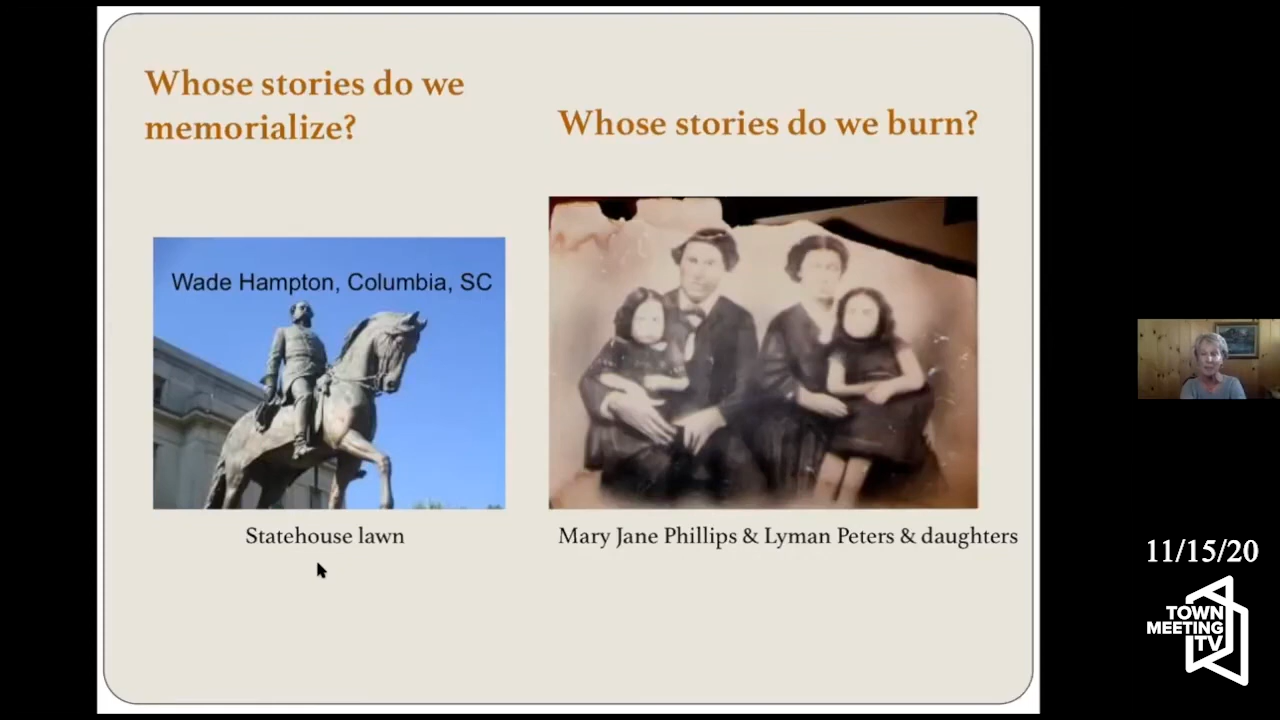 Whose stories do we
memorialize?
Whose stories do we burn?
Wade Hampton, Columbia, SC
Statehouse lawn
Mary Jane Phillips & Lyman Peters & daughters
11/15/20
TOWN
MEETING
TV